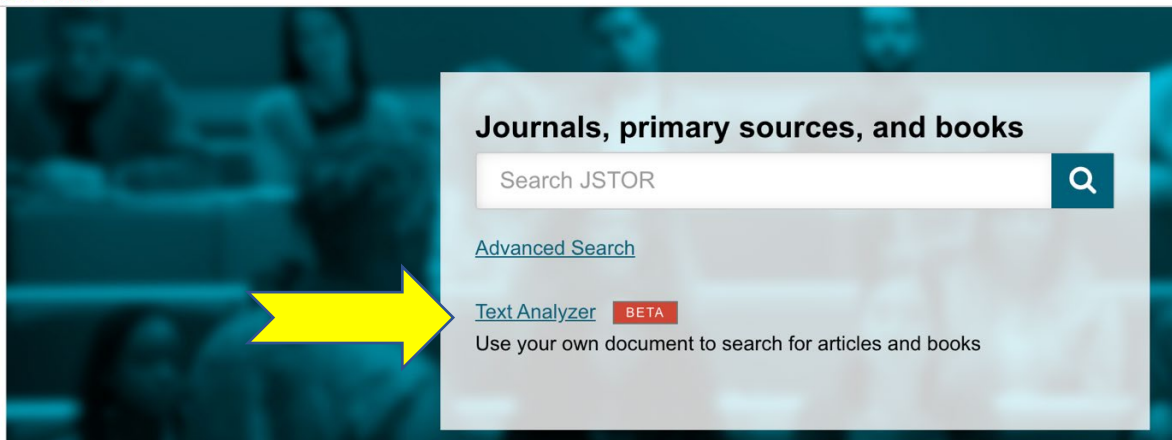 Journals, primary sources, and books
Search JSTOR
Advanced Search
Text Analyzer BETA
Use your own document to search for articles and books